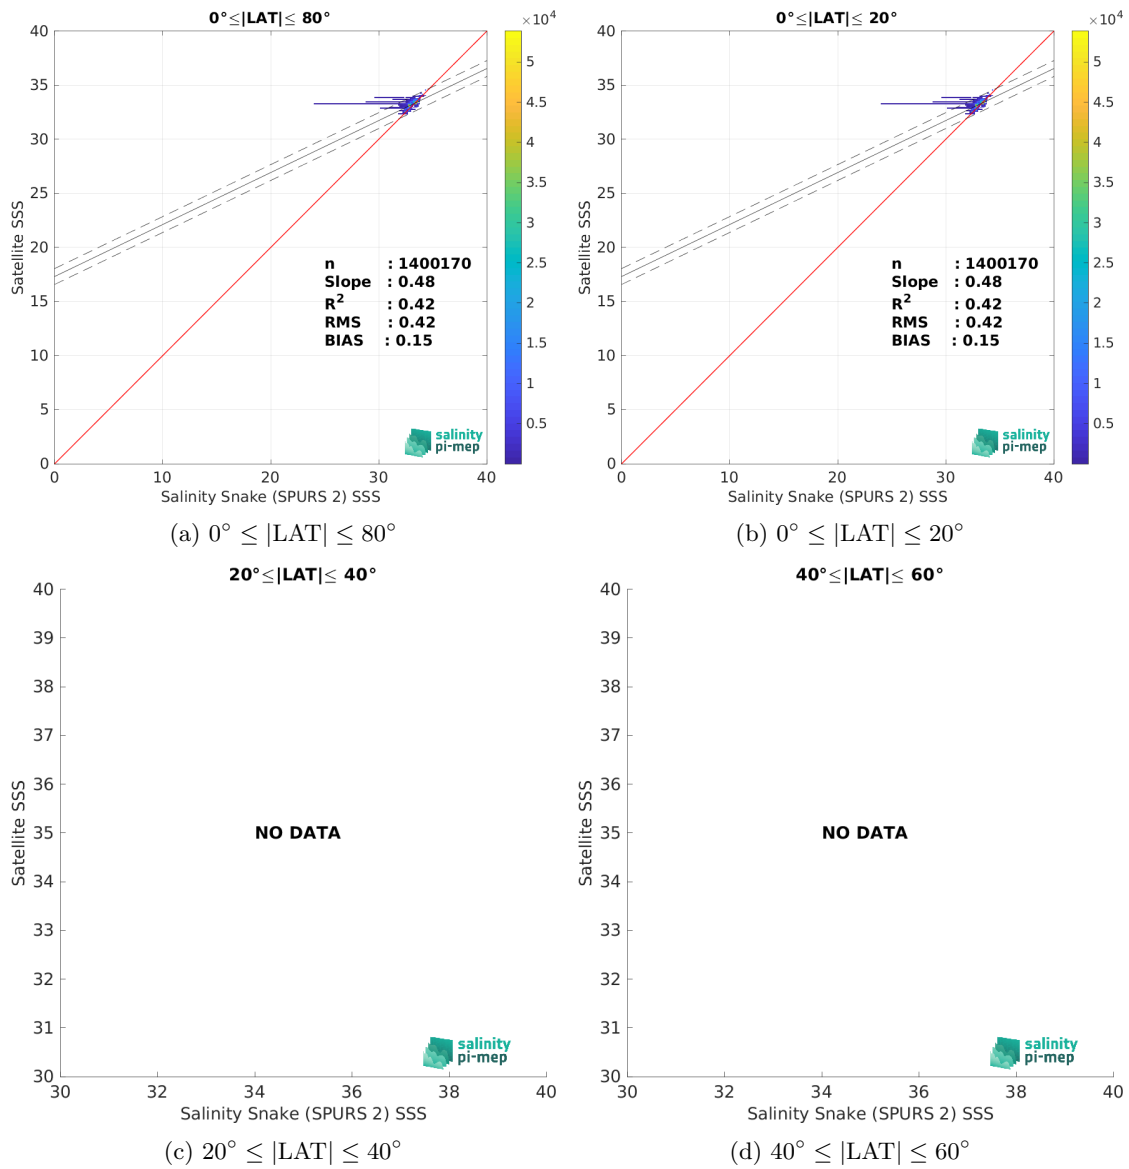 0°≤|LAT|≤ 80°
×10⁴
40
35
30
25
20
15
10
5
0
Satellite SSS
n : 1400170
Slope : 0.48
R² : 0.42
RMS : 0.42
BIAS : 0.15
salinity
pi-mep
0 10 20 30 40
Salinity Snake (SPURS 2) SSS
5
4.5
4
3.5
3
2.5
2
1.5
1
0.5
(a) 0° ≤ |LAT| ≤ 80°
0°≤|LAT|≤ 20°
×10⁴
40
35
30
25
20
15
10
5
0
Satellite SSS
n : 1400170
Slope : 0.48
R² : 0.42
RMS : 0.42
BIAS : 0.15
salinity
pi-mep
0 10 20 30 40
Salinity Snake (SPURS 2) SSS
5
4.5
4
3.5
3
2.5
2
1.5
1
0.5
(b) 0° ≤ |LAT| ≤ 20°
20°≤|LAT|≤ 40°
40
39
38
37
36
35
34
33
32
31
30
Satellite SSS
NO DATA
salinity
pi-mep
30 32 34 36 38 40
Salinity Snake (SPURS 2) SSS
(c) 20° ≤ |LAT| ≤ 40°
40°≤|LAT|≤ 60°
40
39
38
37
36
35
34
33
32
31
30
Satellite SSS
NO DATA
salinity
pi-mep
30 32 34 36 38 40
Salinity Snake (SPURS 2) SSS
(d) 40° ≤ |LAT| ≤ 60°